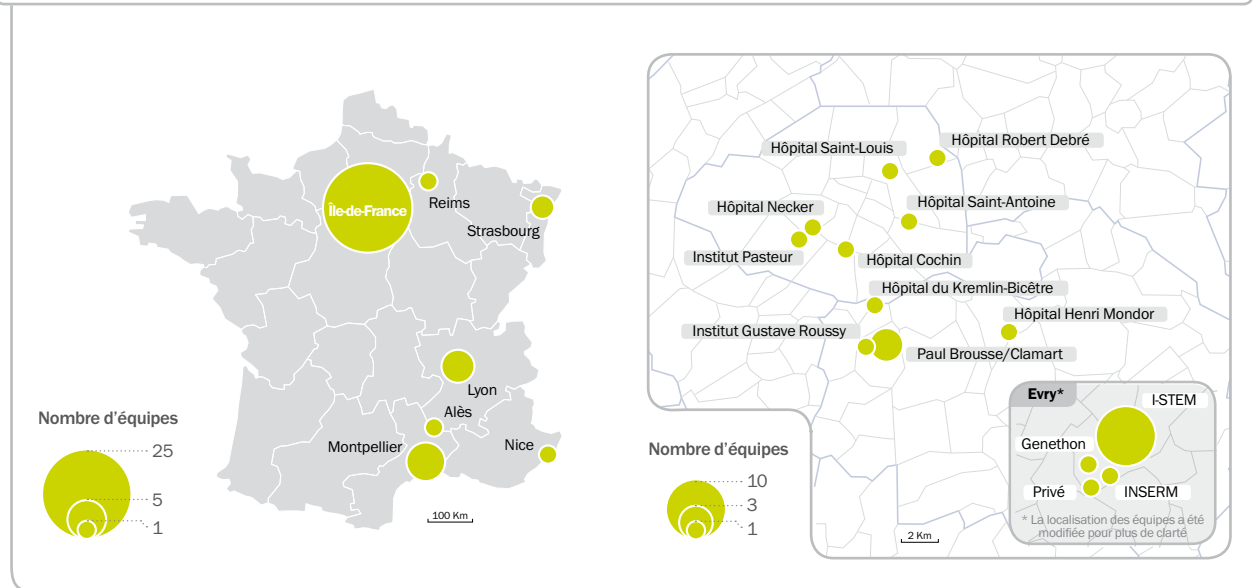 Île-de-France
Reims
Strasbourg
Lyon
Alès
Montpellier
Nice
Nombre d'équipes
25
5
1
100 Km
Hôpital Robert Debré
Hôpital Saint-Louis
Hôpital Saint-Antoine
Hôpital Necker
Institut Pasteur
Hôpital Cochin
Hôpital du Kremlin-Bicêtre
Hôpital Henri Mondor
Institut Gustave Roussy
Paul Brousse/Clamart
Nombre d'équipes
10
3
1
2 Km
Evry*
I-STEM
Genethon
Privé
INSERM
* La localisation des équipes a été
modifiée pour plus de clarté